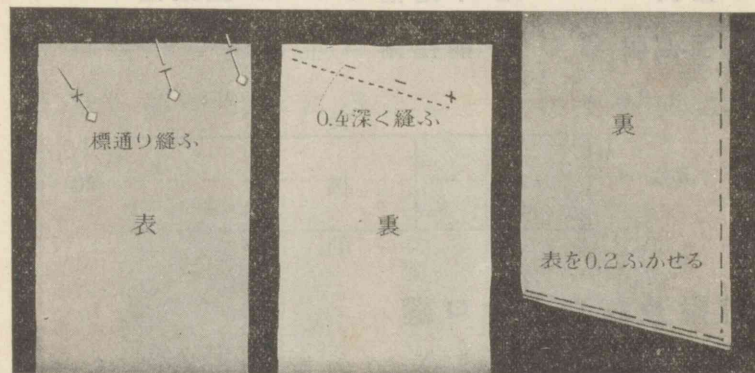 標通り縫ふ
表
0.4深く縫ふ
裏
裏
表を0.2ふかせる